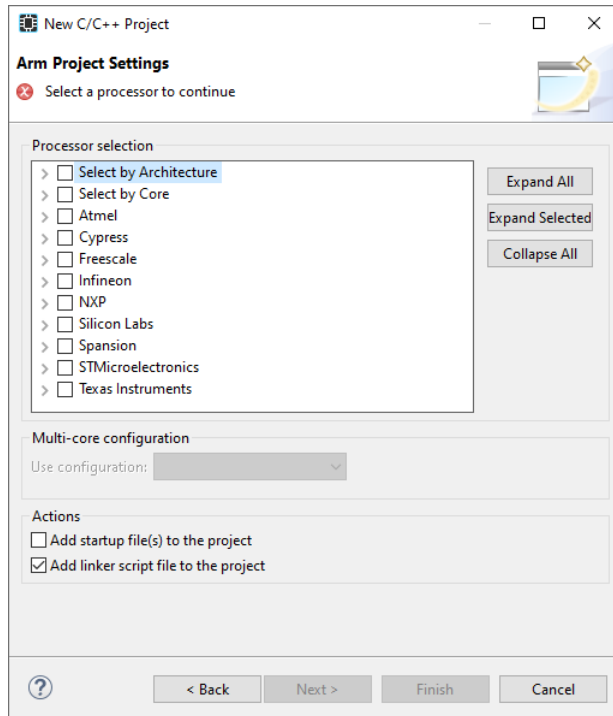 New C/C++ Project
Arm Project Settings
Select a processor to continue
Processor selection
Select by Architecture
Select by Core
Atmel
Cypress
Freescale
Infineon
NXP
Silicon Labs
Spansion
STMicroelectronics
Texas Instruments
Expand All
Expand Selected
Collapse All
Multi-core configuration
Use configuration:
Actions
Add startup file(s) to the project
Add linker script file to the project
? < Back Next > Finish Cancel